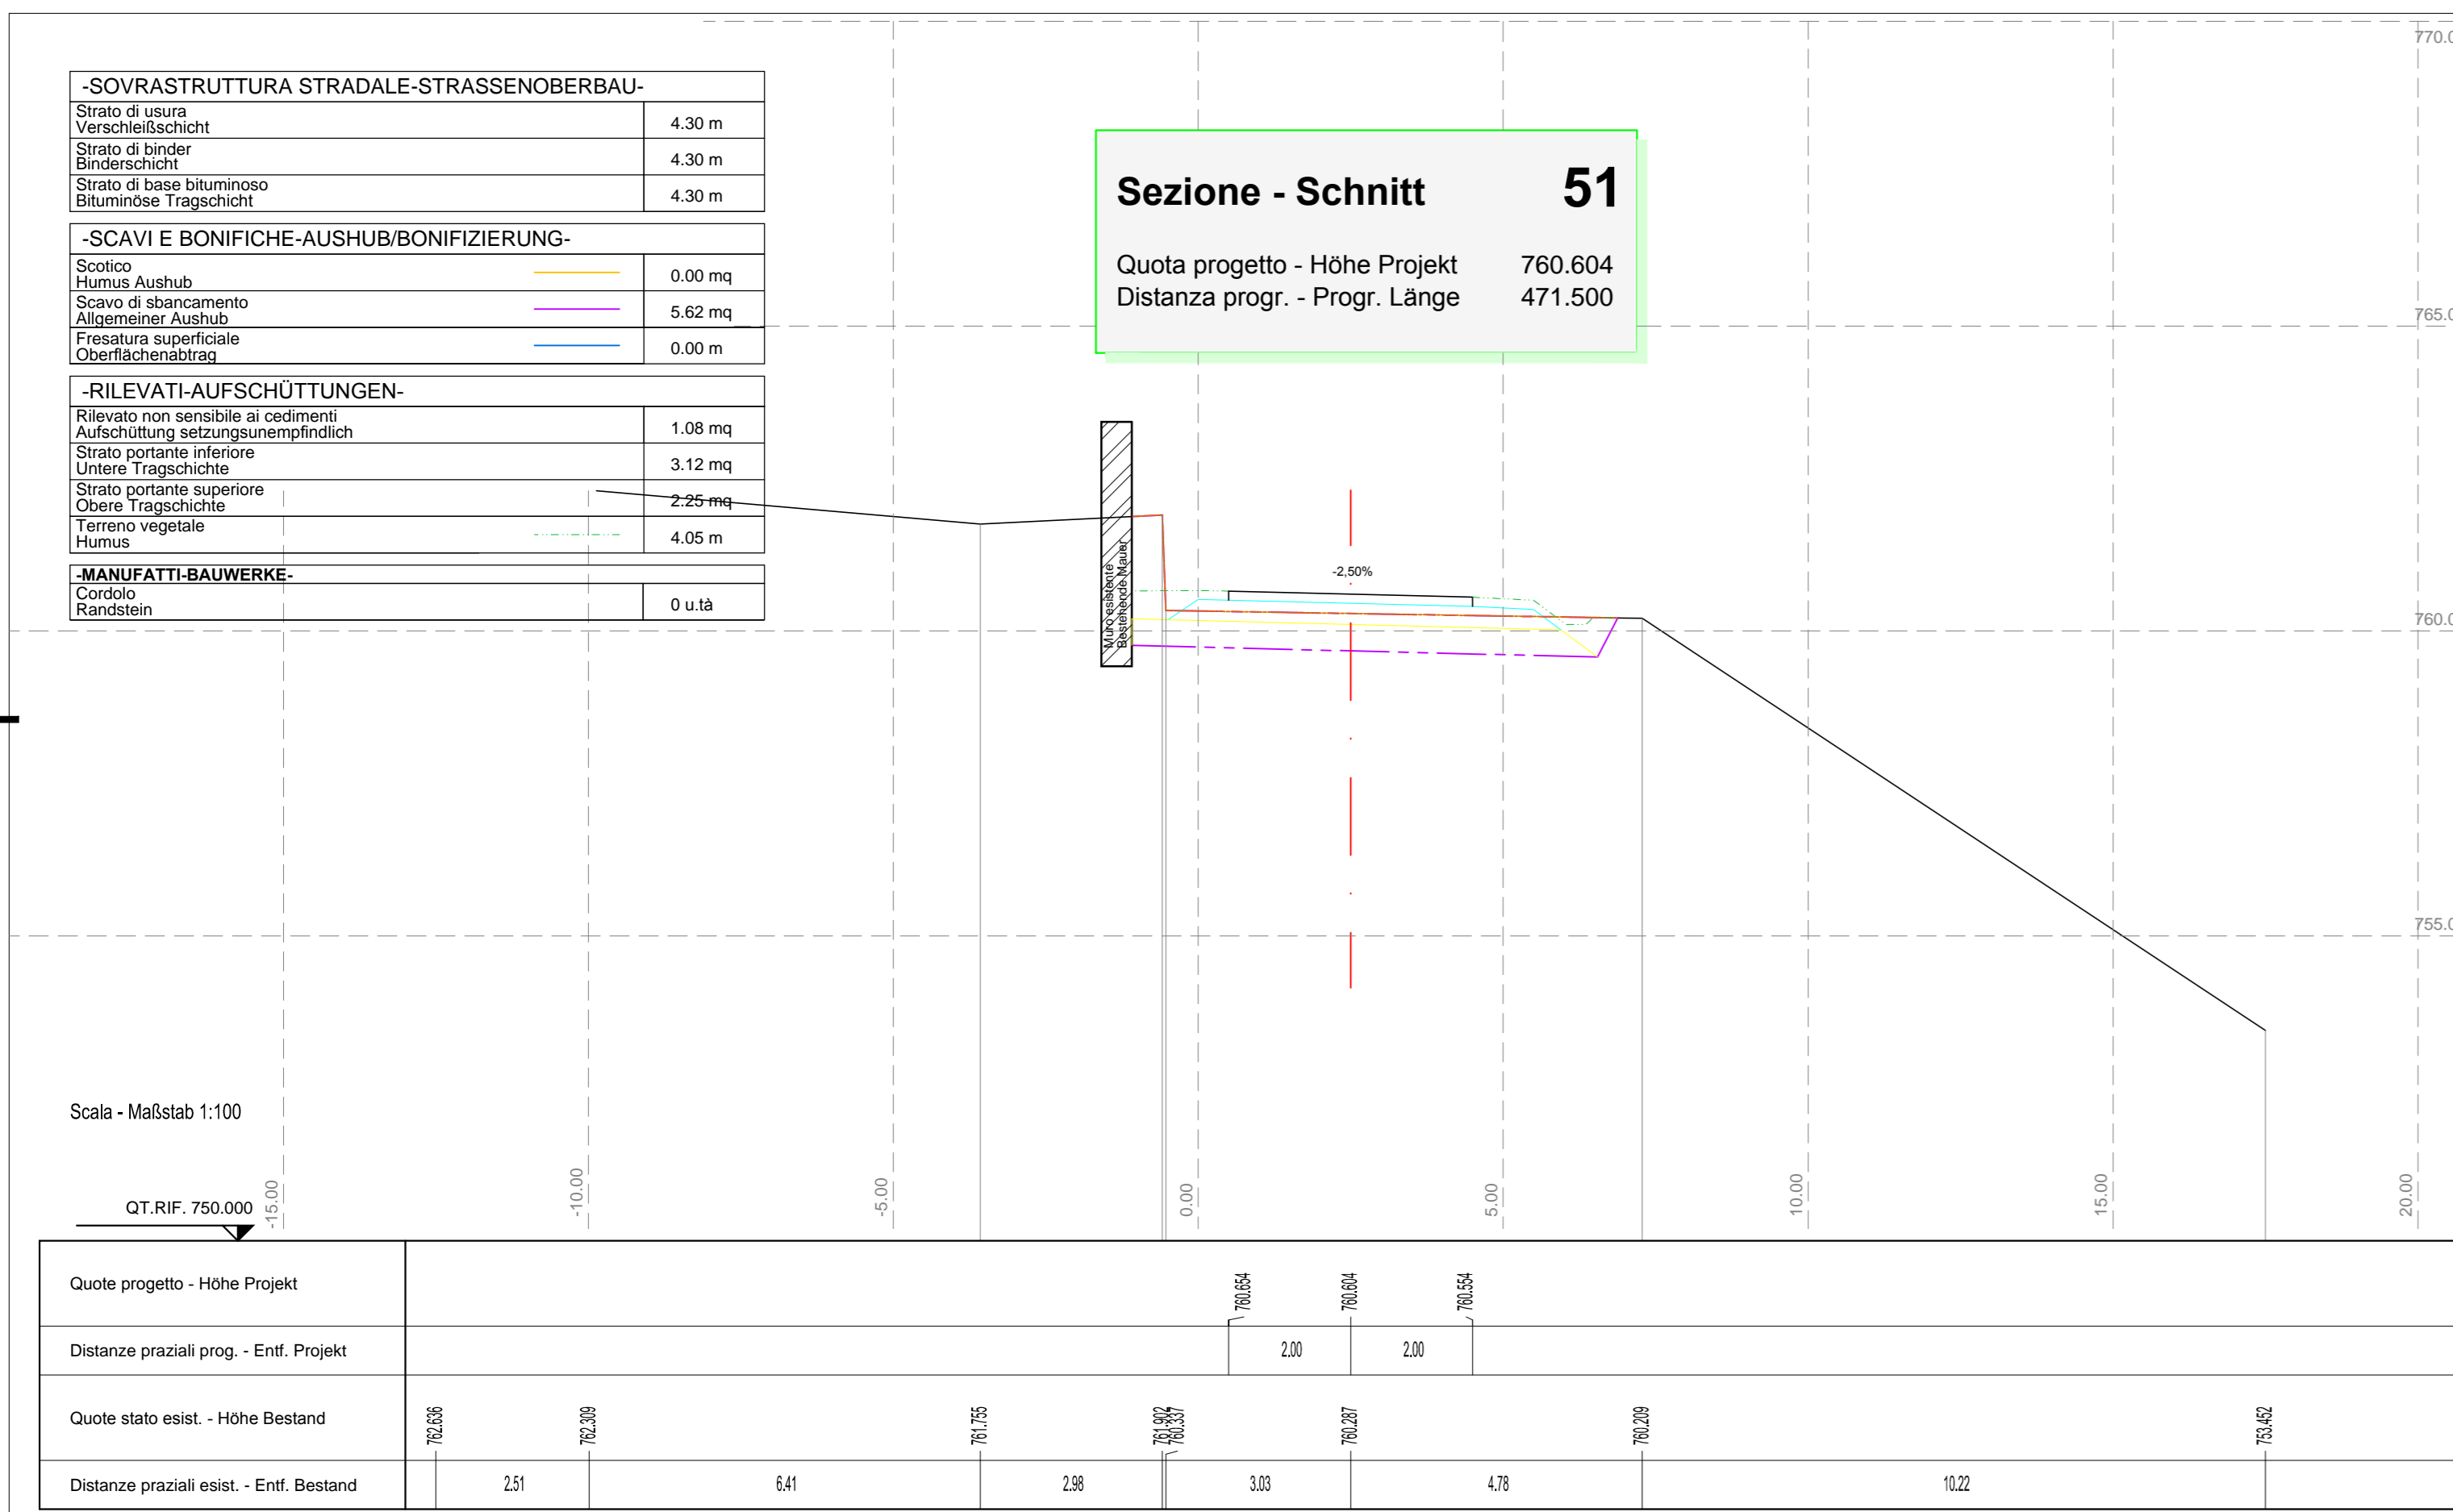 -SOVRASTRUTTURA STRADALE-STRASSENOBERBAU-
Strato di usura
Verschleißschicht
4.30 m
Strato di binder
Binderschicht
4.30 m
Strato di base bituminoso
Bituminöse Tragschicht
4.30 m
-SCAVI E BONIFICHE-AUSHUB/BONIFIZIERUNG-
Scotico
Humus Aushub
0.00 mq
Scavo di sbancamento
Allgemeiner Aushub
5.62 mq
Fresatura superficiale
Oberflächenabtrag
0.00 m
-RILEVATI-AUFSCHÜTTUNGEN-
Rilevato non sensibile ai cedimenti
Aufschüttung setzungsunempfindlich
1.08 mq
Strato portante inferiore
Untere Tragschichte
3.12 mq
Strato portante superiore
Obere Tragschichte
2.25 mq
Terreno vegetale
Humus
4.05 m
-MANUFATTI-BAUWERKE-
Cordolo
Randstein
0 u.tà
Sezione - Schnitt 51
Quota progetto - Höhe Projekt 760.604
Distanza progr. - Progr. Länge 471.500
770.0
765.0
760.0
755.0
Muro esistente
Bestehende Mauer
-2,50%
Scala - Maßstab 1:100
QT.RIF. 750.000
-15.00 -10.00 -5.00 0.00 5.00 10.00 15.00 20.00
Quote progetto - Höhe Projekt
760.654 760.604 760.554
Distanze praziali prog. - Entf. Projekt
2.00 2.00
Quote stato esist. - Höhe Bestand
762.636 762.309 761.755 761.902 760.337 760.287 760.209 753.452
Distanze praziali esist. - Entf. Bestand
2.51 6.41 2.98 3.03 4.78 10.22